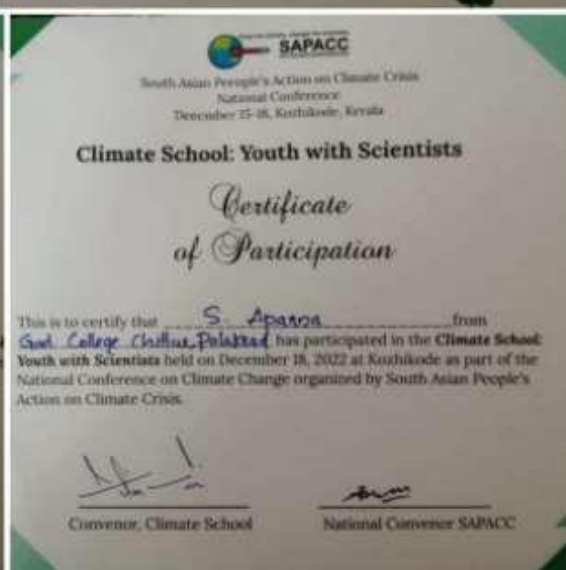 SAPACC
South Asian People's Action on Climate Crisis
National Conference
December 15-18, Kozhikode, Kerala
Climate School: Youth with Scientists
Certificate
of Participation
This is to certify that S. Aparna from
Govt. College Chittur, Palakkad has participated in the Climate School:
Youth with Scientists held on December 18, 2022 at Kozhikode as part of the
National Conference on Climate Change organized by South Asian People's
Action on Climate Crisis.
Convenor, Climate School
National Convenor SAPACC